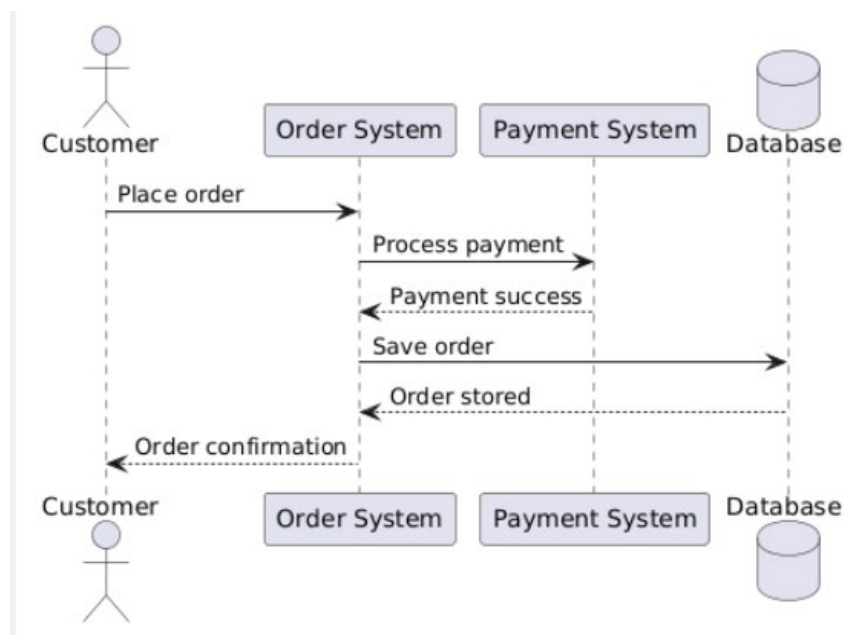 Customer
Order System
Payment System
Database
Place order
Process payment
Payment success
Save order
Order stored
Order confirmation
Customer
Order System
Payment System
Database